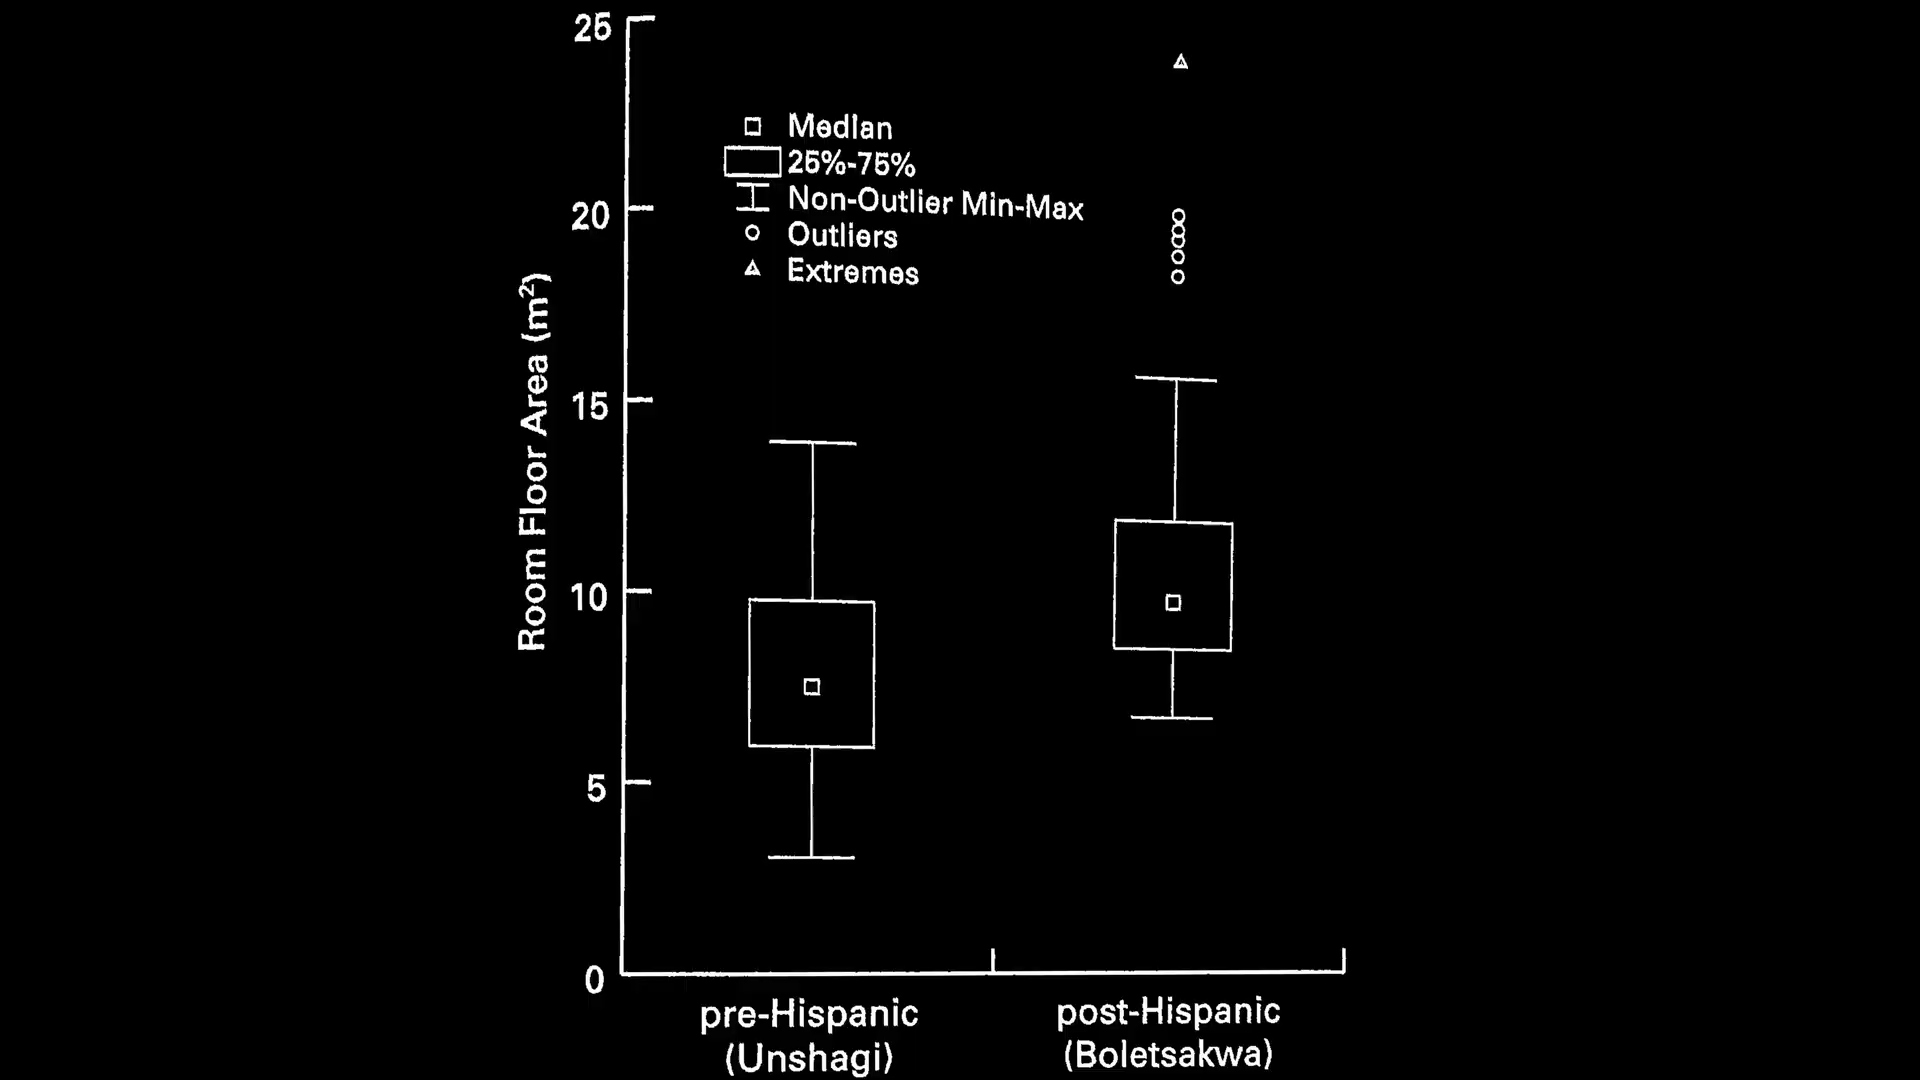 25
20
15
10
5
0
Room Floor Area (m²)
Median
25%-75%
Non-Outlier Min-Max
Outliers
Extremes
pre-Hispanic
(Unshagi)
post-Hispanic
(Boletsakwa)